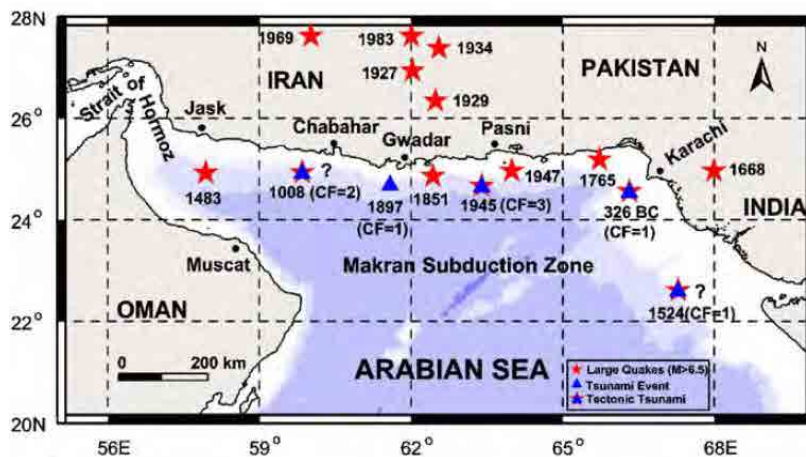 28N
26°
24°
22°
20N
56E
59°
62°
65°
68E
1969
1983
1934
1927
1929
N
IRAN
PAKISTAN
Strait of Hormoz
Jask
Chabahar
Gwadar
Pasni
Karachi
1668
1483
?
1008 (CF=2)
1897
(CF=1)
1851
1945 (CF=3)
1947
1765
326 BC
(CF=1)
INDIA
Muscat
Makran Subduction Zone
?
1524(CF=1)
OMAN
0 200 km
ARABIAN SEA
Large Quakes (M>6.5)
Tsunami Event
Tectonic Tsunami